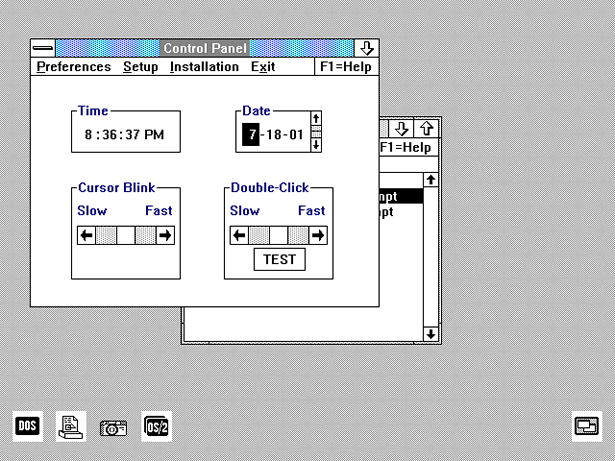 Control Panel
Preferences Setup Installation Exit F1=Help
Time
8:36:37 PM
Date
7-18-01
F1=Help
Cursor Blink
Slow Fast
Double-Click
Slow Fast
TEST
mpt
mpt
DOS
OS/2